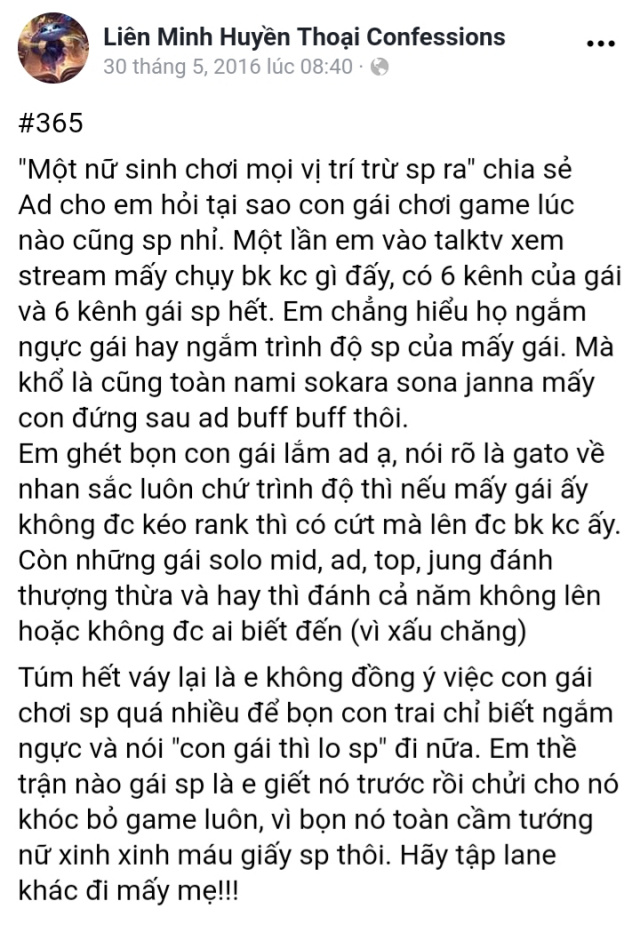 Liên Minh Huyền Thoại Confessions
30 tháng 5, 2016 lúc 08:40 ·
#365
"Một nữ sinh chơi mọi vị trí trừ sp ra" chia sẻ
Ad cho em hỏi tại sao con gái chơi game lúc
nào cũng sp nhỉ. Một lần em vào talktv xem
stream mấy chụy bk kc gì đấy, có 6 kênh của gái
và 6 kênh gái sp hết. Em chẳng hiểu họ ngắm
ngực gái hay ngắm trình độ sp của mấy gái. Mà
khổ là cũng toàn nami sokara sona janna mấy
con đứng sau ad buff buff thôi.
Em ghét bọn con gái lắm ad ạ, nói rõ là gato về
nhan sắc luôn chứ trình độ thì nếu mấy gái ấy
không đc kéo rank thì có cứt mà lên đc bk kc ấy.
Còn những gái solo mid, ad, top, jung đánh
thượng thừa và hay thì đánh cả năm không lên
hoặc không đc ai biết đến (vì xấu chăng)
Túm hết váy lại là e không đồng ý việc con gái
chơi sp quá nhiều để bọn con trai chỉ biết ngắm
ngực và nói "con gái thì lo sp" đi nữa. Em thề
trận nào gái sp là e giết nó trước rồi chửi cho nó
khóc bỏ game luôn, vì bọn nó toàn cầm tướng
nữ xinh xinh máu giấy sp thôi. Hãy tập lane
khác đi mấy mẹ!!!